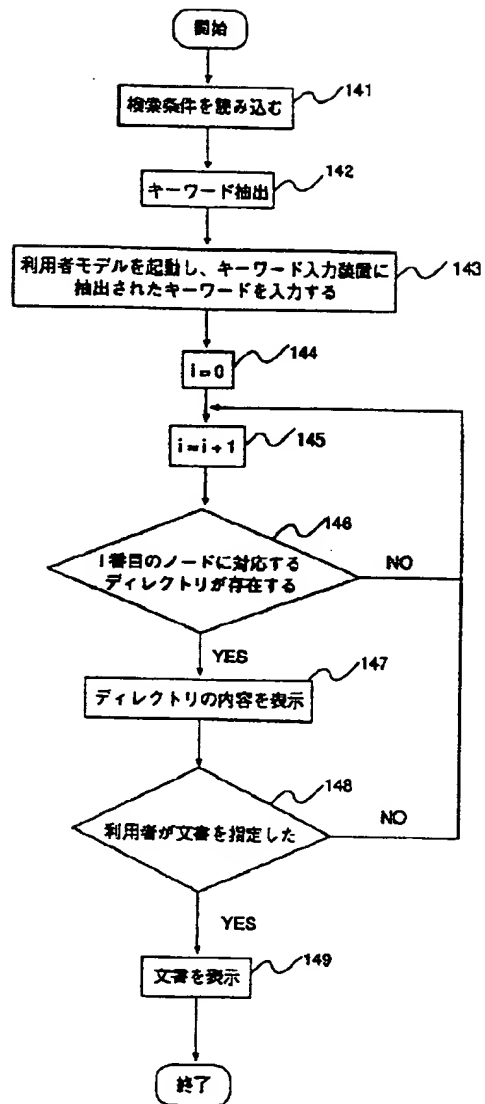 開始
検索条件を読み込む
141
キーワード抽出
142
利用者モデルを起動し、キーワード入力装置に
抽出されたキーワードを入力する
143
i=0
144
i=i+1
145
i番目のノードに対応する
ディレクトリが存在する
146
NO
YES
ディレクトリの内容を表示
147
利用者が文書を指定した
148
NO
YES
文書を表示
149
終了